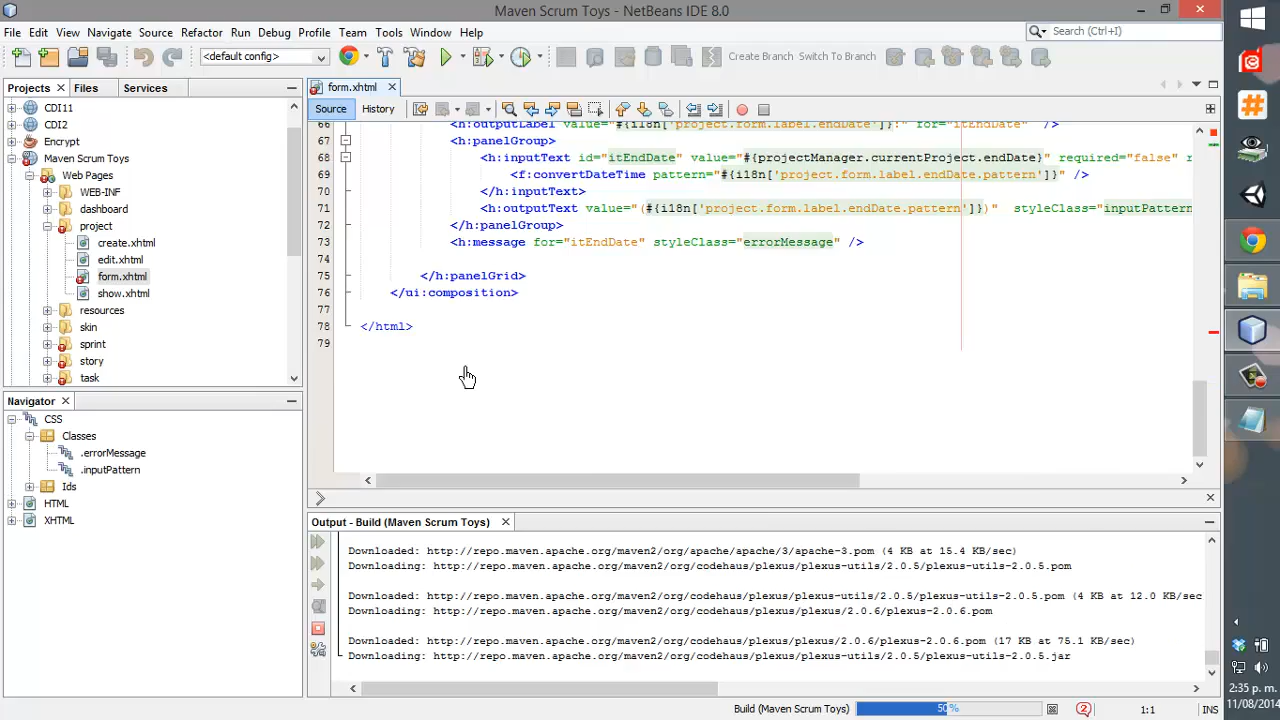 Maven Scrum Toys - NetBeans IDE 8.0
File Edit View Navigate Source Refactor Run Debug Profile Team Tools Window Help
Search (Ctrl+I)
<default config>
Create Branch Switch To Branch
Projects Files Services
form.xhtml
Source History
CDI11
CDI2
Encrypt
Maven Scrum Toys
Web Pages
WEB-INF
dashboard
project
create.xhtml
edit.xhtml
form.xhtml
show.xhtml
resources
skin
sprint
story
task
66 <h:outputLabel value="#{i18n['project.form.label.endDate']}:" for="itEndDate" />
67 <h:panelGroup>
68 <h:inputText id="itEndDate" value="#{projectManager.currentProject.endDate}" required="false" r
69 <f:convertDateTime pattern="#{i18n['project.form.label.endDate.pattern']}" />
70 </h:inputText>
71 <h:outputText value="(#{i18n['project.form.label.endDate.pattern']})" styleClass="inputPattern
72 </h:panelGroup>
73 <h:message for="itEndDate" styleClass="errorMessage" />
74
75 </h:panelGrid>
76 </ui:composition>
77
78 </html>
79
Navigator
CSS
Classes
.errorMessage
.inputPattern
Ids
HTML
XHTML
Output - Build (Maven Scrum Toys)
Downloaded: http://repo.maven.apache.org/maven2/org/apache/apache/3/apache-3.pom (4 KB at 15.4 KB/sec)
Downloading: http://repo.maven.apache.org/maven2/org/codehaus/plexus/plexus-utils/2.0.5/plexus-utils-2.0.5.pom
Downloaded: http://repo.maven.apache.org/maven2/org/codehaus/plexus/plexus-utils/2.0.5/plexus-utils-2.0.5.pom (4 KB at 12.0 KB/sec
Downloading: http://repo.maven.apache.org/maven2/org/codehaus/plexus/plexus/2.0.6/plexus-2.0.6.pom
Downloaded: http://repo.maven.apache.org/maven2/org/codehaus/plexus/plexus/2.0.6/plexus-2.0.6.pom (17 KB at 75.1 KB/sec)
Downloading: http://repo.maven.apache.org/maven2/org/codehaus/plexus/plexus-utils/2.0.5/plexus-utils-2.0.5.jar
Build (Maven Scrum Toys) 50% 2 1:1 INS
2:35 p. m.
11/08/2014